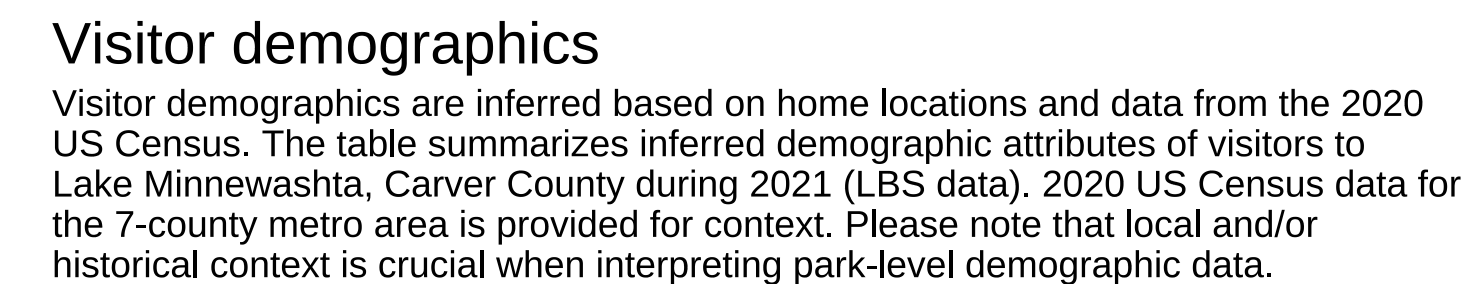 Visitor demographics
Visitor demographics are inferred based on home locations and data from the 2020
US Census. The table summarizes inferred demographic attributes of visitors to
Lake Minnewashta, Carver County during 2021 (LBS data). 2020 US Census data for
the 7-county metro area is provided for context. Please note that local and/or
historical context is crucial when interpreting park-level demographic data.